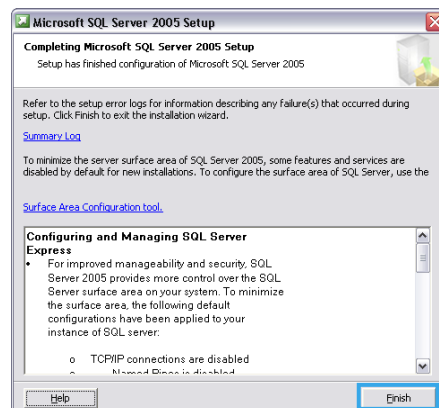 Microsoft SQL Server 2005 Setup
Completing Microsoft SQL Server 2005 Setup
Setup has finished configuration of Microsoft SQL Server 2005
Refer to the setup error logs for information describing any failure(s) that occurred during
setup. Click Finish to exit the installation wizard.
Summary Log
To minimize the server surface area of SQL Server 2005, some features and services are
disabled by default for new installations. To configure the surface area of SQL Server, use the
Surface Area Configuration tool.
Configuring and Managing SQL Server
Express
• For improved manageability and security, SQL
Server 2005 provides more control over the SQL
Server surface area on your system. To minimize
the surface area, the following default
configurations have been applied to your
instance of SQL server:
o TCP/IP connections are disabled
o Named Pipes is disabled
Help
Finish